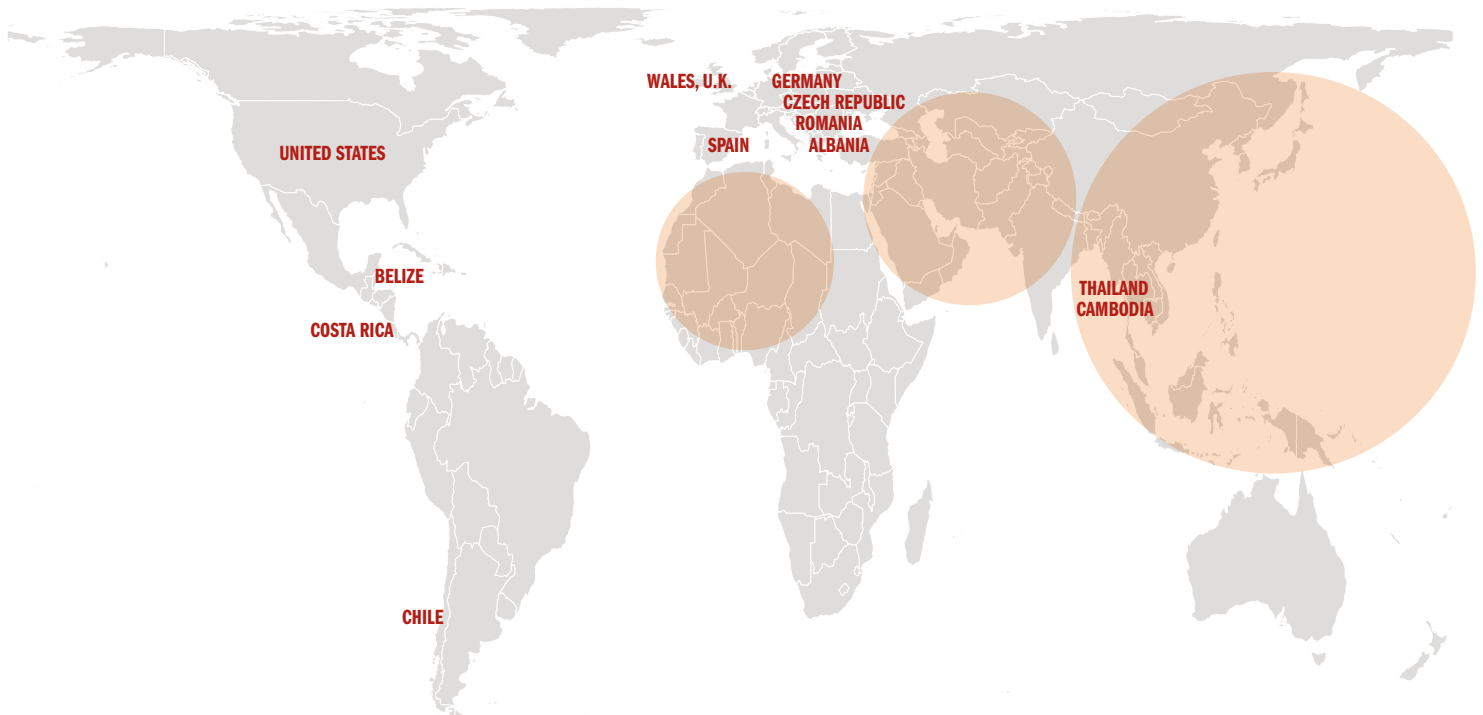 WALES, U.K.
GERMANY
CZECH REPUBLIC
ROMANIA
SPAIN
ALBANIA
UNITED STATES
BELIZE
THAILAND
CAMBODIA
COSTA RICA
CHILE